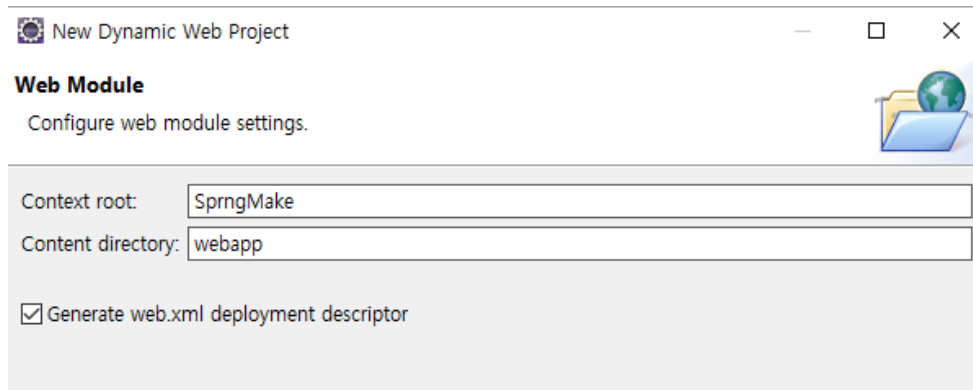 New Dynamic Web Project
Web Module
Configure web module settings.
Context root: SprngMake
Content directory: webapp
Generate web.xml deployment descriptor